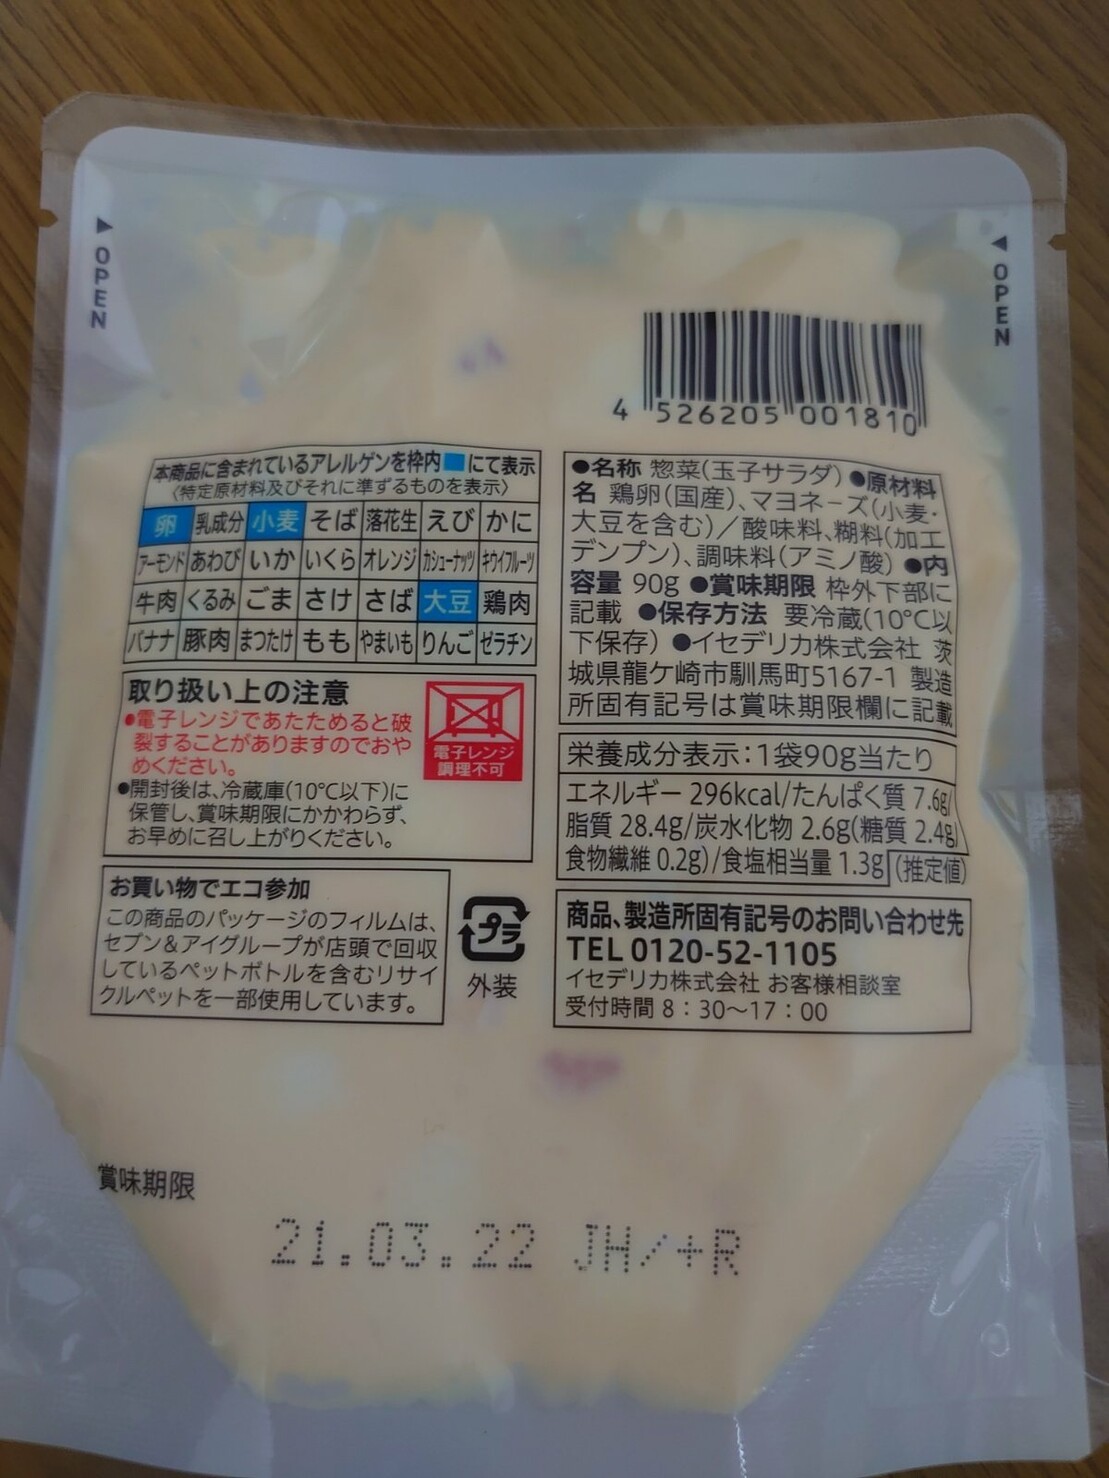 ▶OPEN
◀OPEN
4 526205 001810
本商品に含まれているアレルゲンを枠内■にて表示
〈特定原材料及びそれに準ずるものを表示〉
卵 乳成分 小麦 そば 落花生 えび かに
アーモンド あわび いか いくら オレンジ カシューナッツ キウイフルーツ
牛肉 くるみ ごま さけ さば 大豆 鶏肉
バナナ 豚肉 まつたけ もも やまいも りんご ゼラチン
取り扱い上の注意
●電子レンジであたためると破
裂することがありますのでおや
めください。
電子レンジ
調理不可
●開封後は、冷蔵庫(10℃以下)に
保管し、賞味期限にかかわらず、
お早めに召し上がりください。
お買い物でエコ参加
この商品のパッケージのフィルムは、
セブン&アイグループが店頭で回収
しているペットボトルを含むリサイ
クルペットを一部使用しています。
プラ
外装
●名称 惣菜(玉子サラダ) ●原材料
名 鶏卵(国産)、マヨネーズ(小麦・
大豆を含む)/酸味料、糊料(加工
デンプン)、調味料(アミノ酸) ●内
容量 90g ●賞味期限 枠外下部に
記載 ●保存方法 要冷蔵(10℃以
下保存) ●イセデリカ株式会社 茨
城県龍ケ崎市馴馬町5167-1 製造
所固有記号は賞味期限欄に記載
栄養成分表示:1袋90g当たり
エネルギー 296kcal/たんぱく質 7.6g/
脂質 28.4g/炭水化物 2.6g(糖質 2.4g/
食物繊維 0.2g)/食塩相当量 1.3g (推定値)
商品、製造所固有記号のお問い合わせ先
TEL 0120-52-1105
イセデリカ株式会社 お客様相談室
受付時間 8:30〜17:00
賞味期限
21.03.22 JH/+R